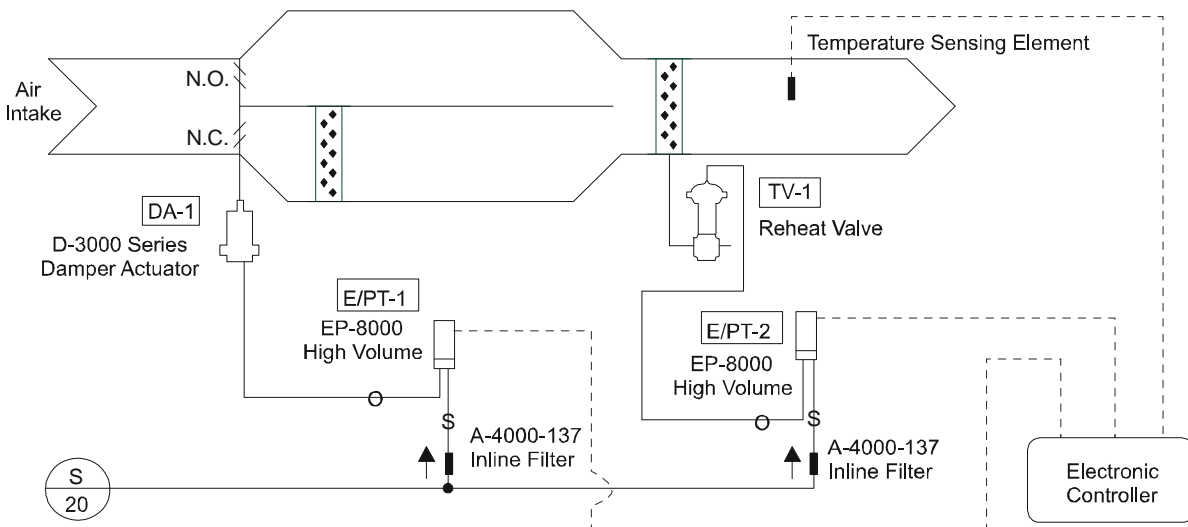 Temperature Sensing Element
N.O.
Air
Intake
N.C.
DA-1
D-3000 Series
Damper Actuator
TV-1
Reheat Valve
E/PT-1
EP-8000
High Volume
E/PT-2
EP-8000
High Volume
O
S
O
S
A-4000-137
Inline Filter
A-4000-137
Inline Filter
S
20
Electronic
Controller